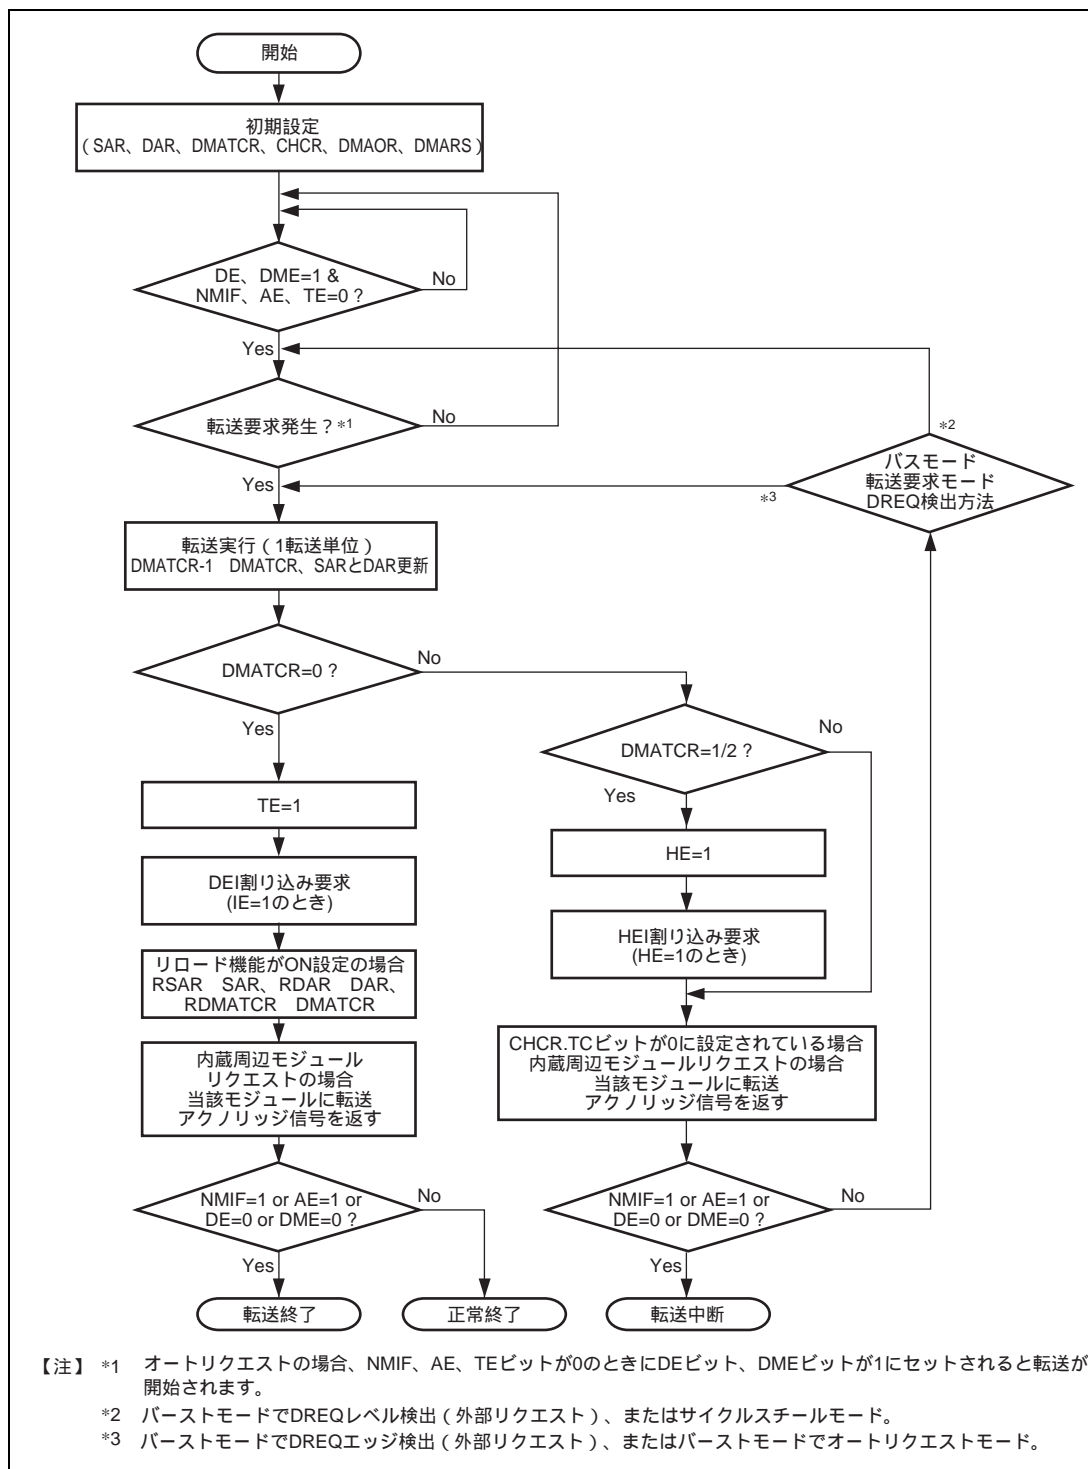 開始
初期設定
（SAR、DAR、DMATCR、CHCR、DMAOR、DMARS）
DE、DME=1 &
NMIF、AE、TE=0 ?
No
Yes
転送要求発生？*1
No
Yes
*2
バスモード
転送要求モード
DREQ検出方法
*3
転送実行（1転送単位）
DMATCR-1　DMATCR、SARとDAR更新
DMATCR=0 ?
No
Yes
DMATCR=1/2 ?
No
Yes
TE=1
HE=1
DEI割り込み要求
(IE=1のとき)
HEI割り込み要求
(HE=1のとき)
リロード機能がON設定の場合
RSAR　SAR、RDAR　DAR、
RDMATCR　DMATCR
CHCR.TCビットが0に設定されている場合
内蔵周辺モジュールリクエストの場合
当該モジュールに転送
アクノリッジ信号を返す
内蔵周辺モジュール
リクエストの場合
当該モジュールに転送
アクノリッジ信号を返す
NMIF=1 or AE=1 or
DE=0 or DME=0 ?
No
Yes
NMIF=1 or AE=1 or
DE=0 or DME=0 ?
No
Yes
転送終了
正常終了
転送中断
【注】 *1　オートリクエストの場合、NMIF、AE、TEビットが0のときにDEビット、DMEビットが1にセットされると転送が
開始されます。
*2　バーストモードでDREQレベル検出（外部リクエスト）、またはサイクルスチールモード。
*3　バーストモードでDREQエッジ検出（外部リクエスト）、またはバーストモードでオートリクエストモード。